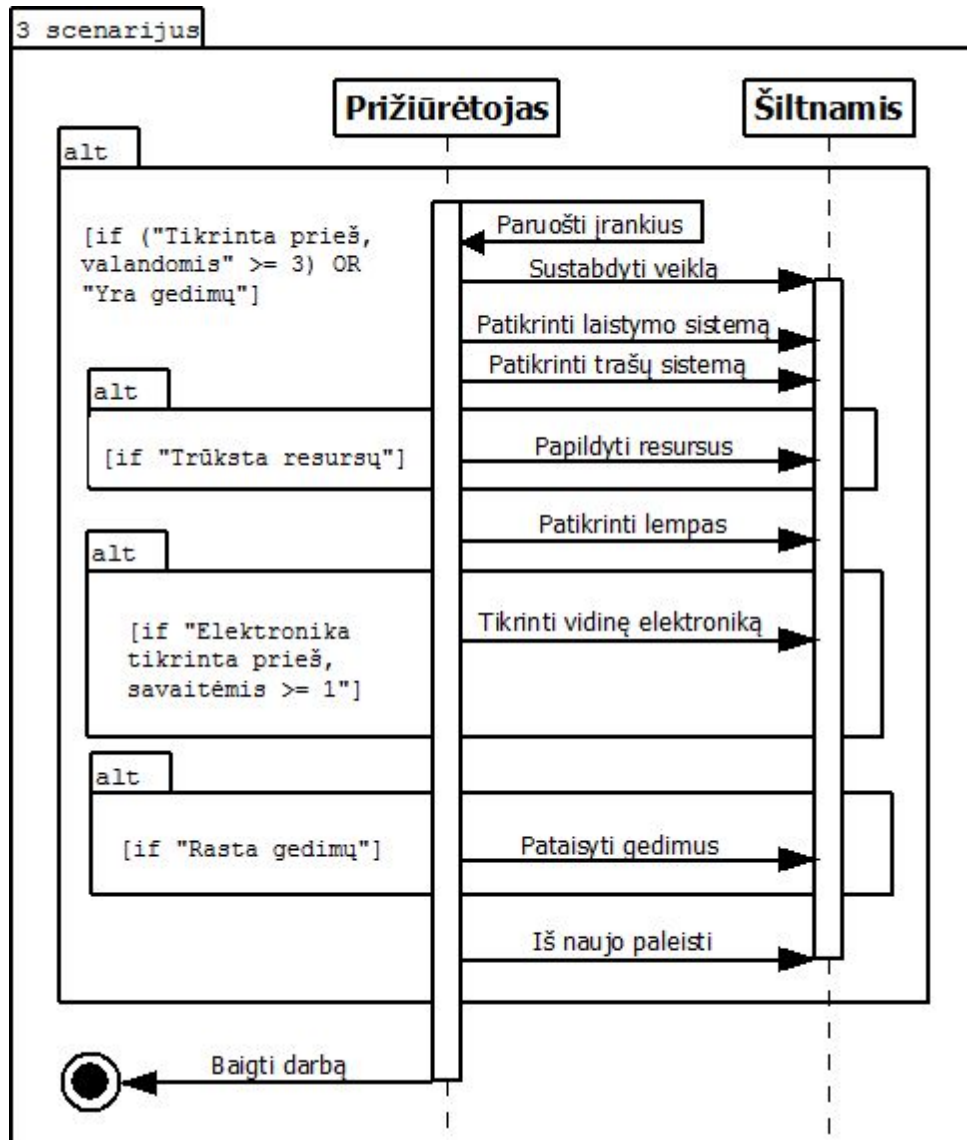 3 scenarijus
Prižiūrėtojas
Šiltnamis
alt
[if ("Tikrinta prieš,
valandomis" >= 3) OR
"Yra gedimų"]
Paruošti įrankius
Sustabdyti veiklą
Patikrinti laistymo sistemą
Patikrinti trašų sistemą
alt
[if "Trūksta resursų"]
Papildyti resursus
Patikrinti lempas
alt
[if "Elektronika
tikrinta prieš,
savaitėmis >= 1"]
Tikrinti vidinę elektroniką
alt
[if "Rasta gedimų"]
Pataisyti gedimus
Iš naujo paleisti
Baigti darbą